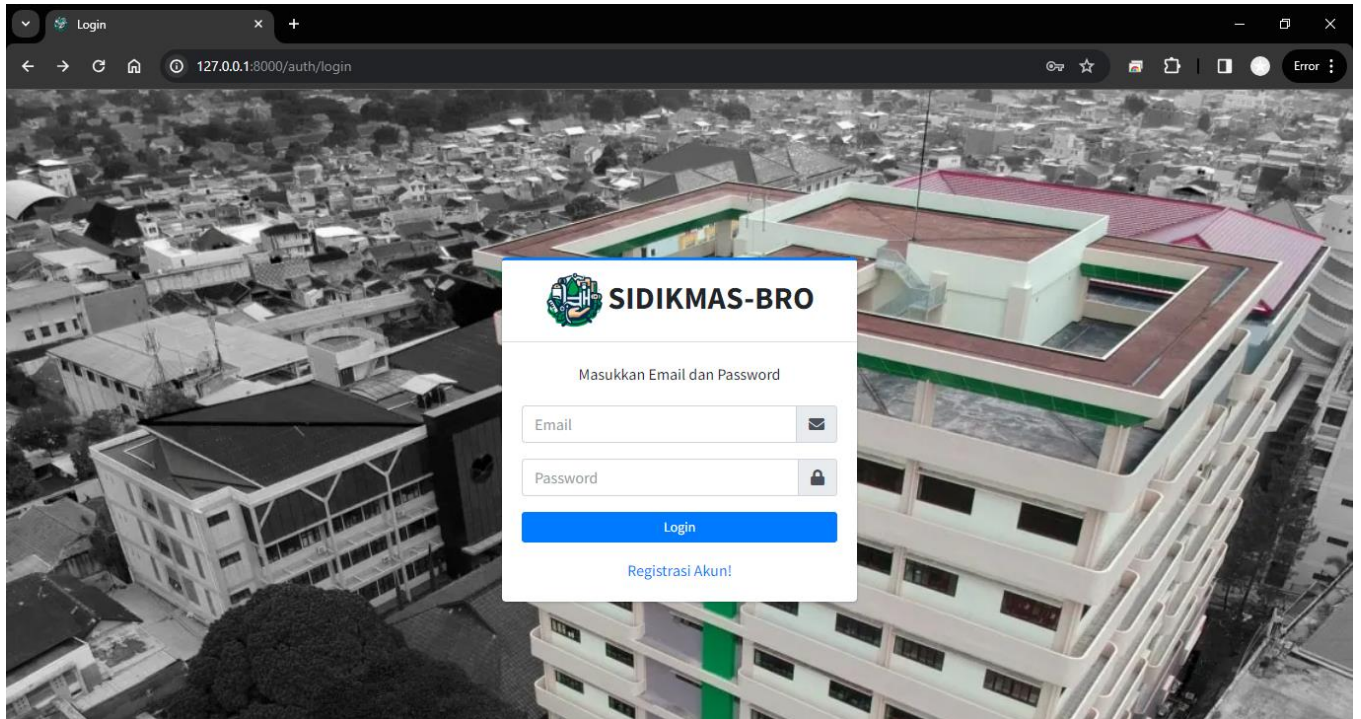 Login
127.0.0.1:8000/auth/login
Error
SIDIKMAS-BRO
Masukkan Email dan Password
Email
Password
Login
Registrasi Akun!